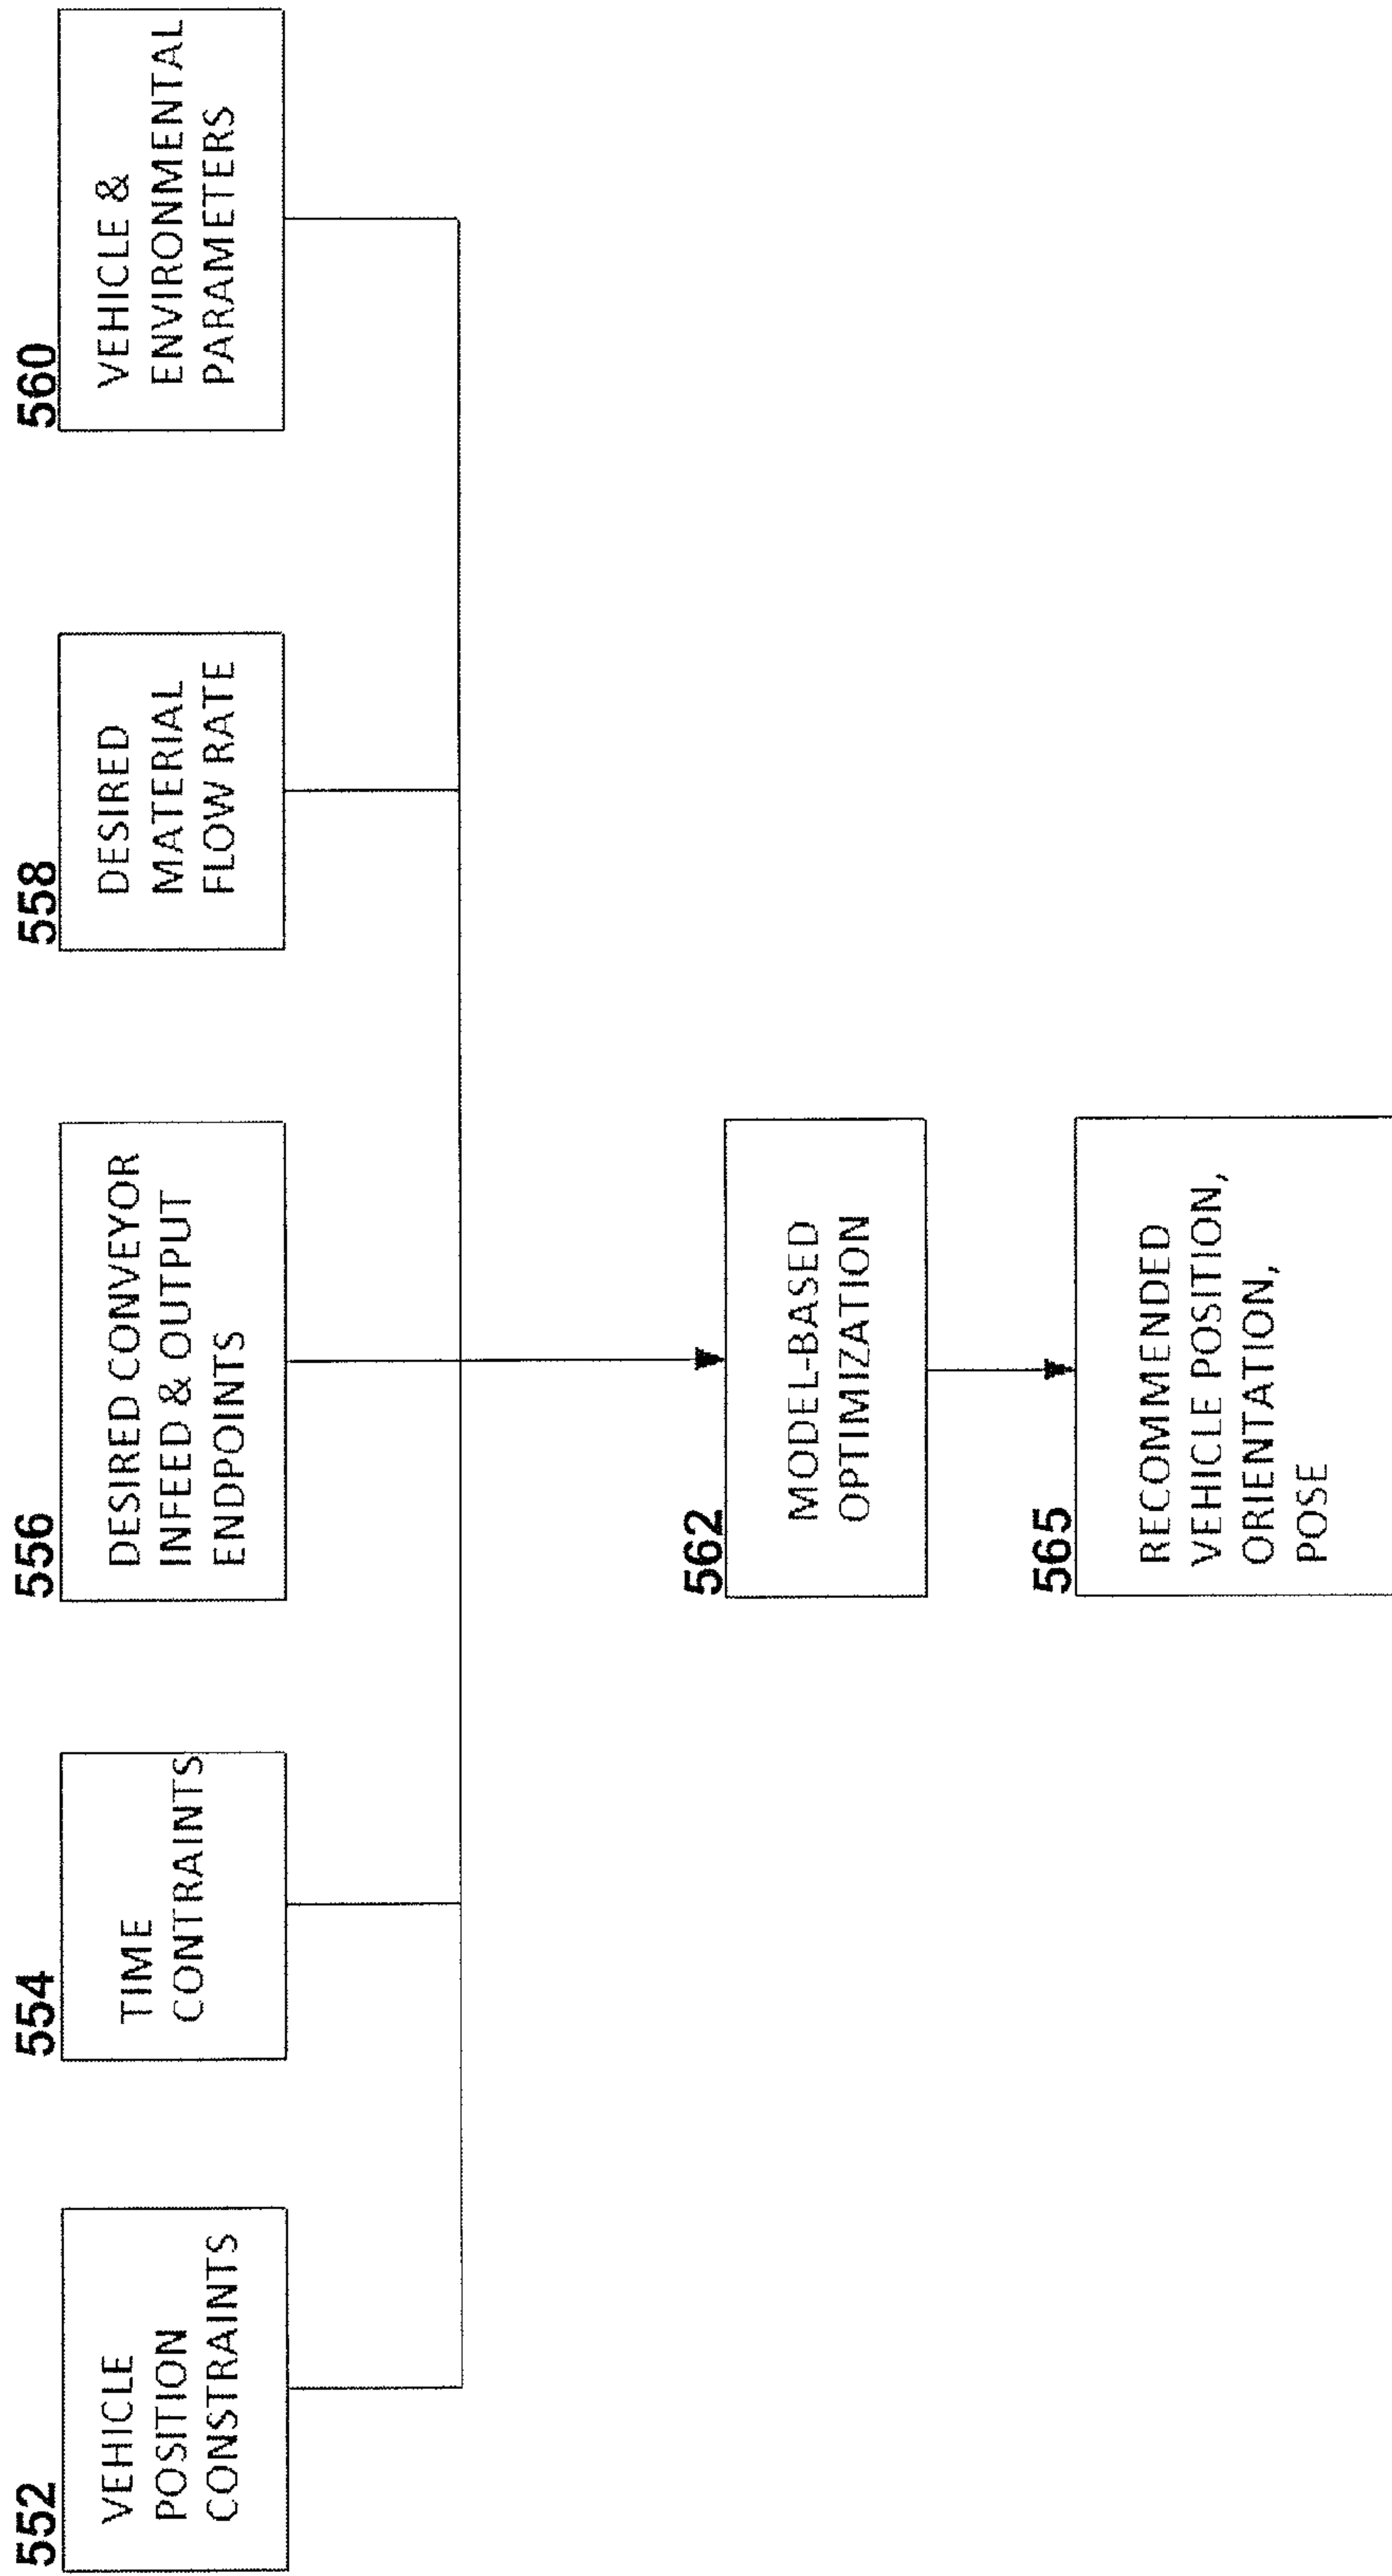 552
VEHICLE
POSITION
CONSTRAINTS
554
TIME
CONTRAINTS
556
DESIRED CONVEYOR
INFEED & OUTPUT
ENDPOINTS
558
DESIRED
MATERIAL
FLOW RATE
560
VEHICLE &
ENVIRONMENTAL
PARAMETERS
562
MODEL-BASED
OPTIMIZATION
565
RECOMMENDED
VEHICLE POSITION,
ORIENTATION,
POSE